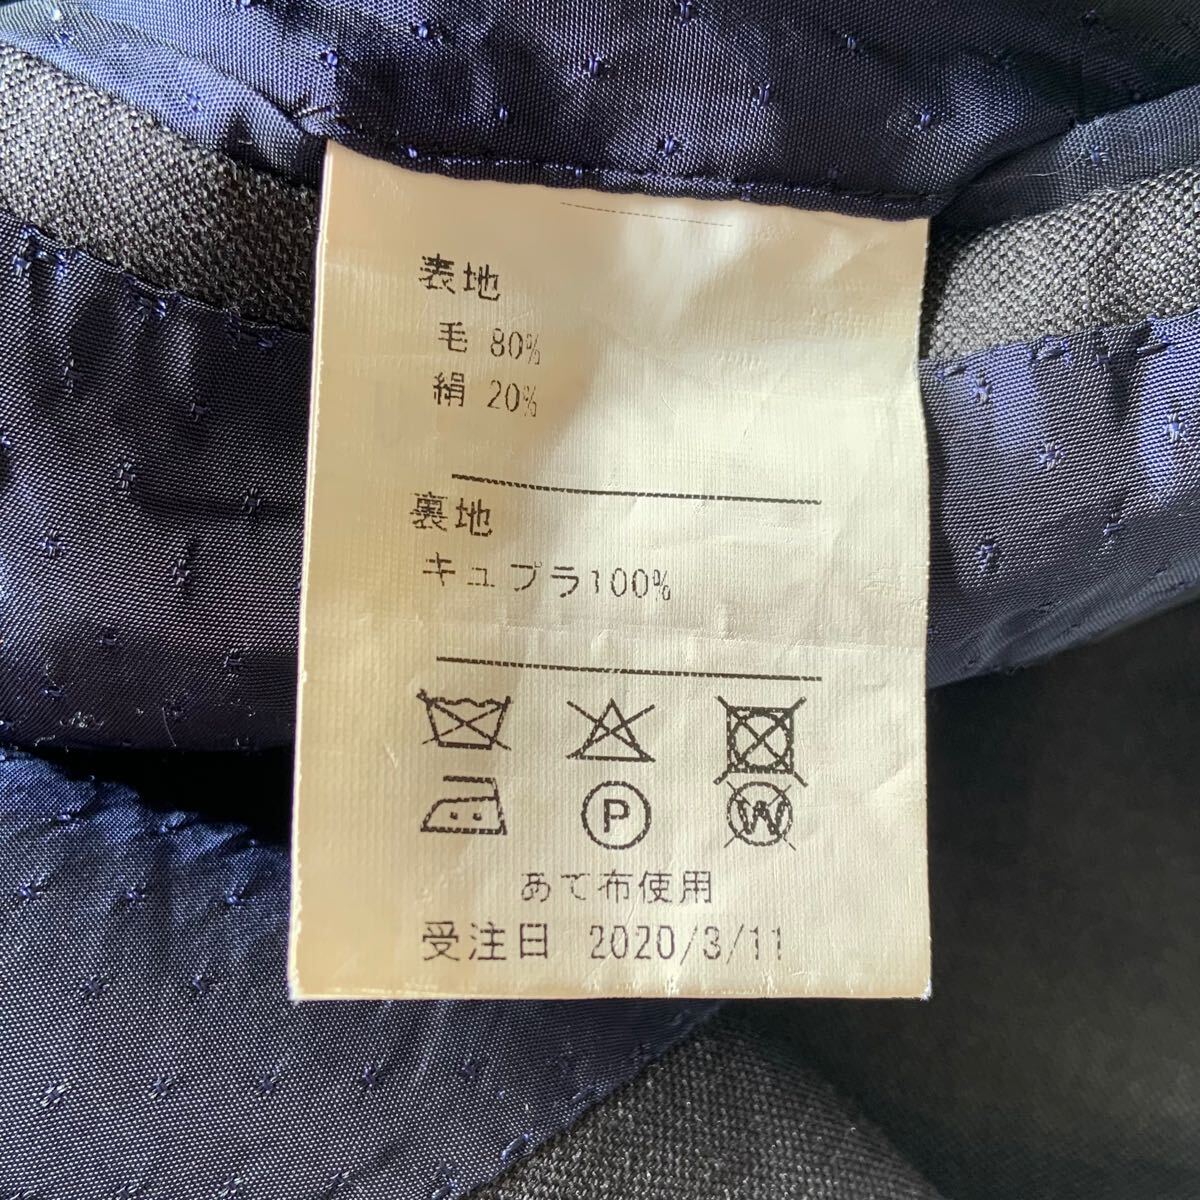 表地
毛 80%
絹 20%
裏地
キュプラ100%
P W
あて布使用
受注日 2020/3/11